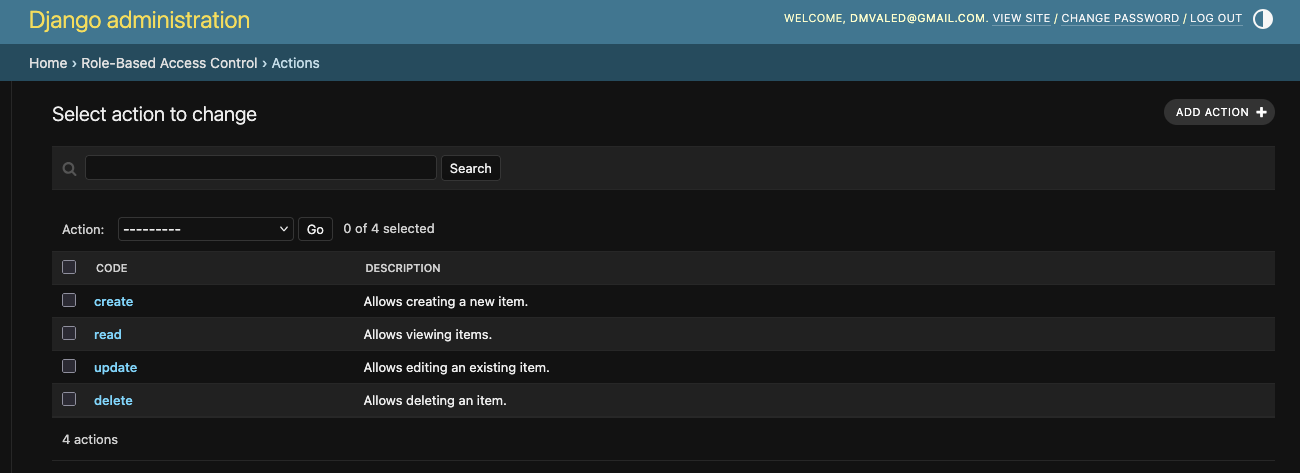 Django administration
WELCOME, DMVALED@GMAIL.COM. VIEW SITE / CHANGE PASSWORD / LOG OUT
Home › Role-Based Access Control › Actions
Select action to change
ADD ACTION +
Search
Action: --------- Go 0 of 4 selected
CODE DESCRIPTION
create Allows creating a new item.
read Allows viewing items.
update Allows editing an existing item.
delete Allows deleting an item.
4 actions